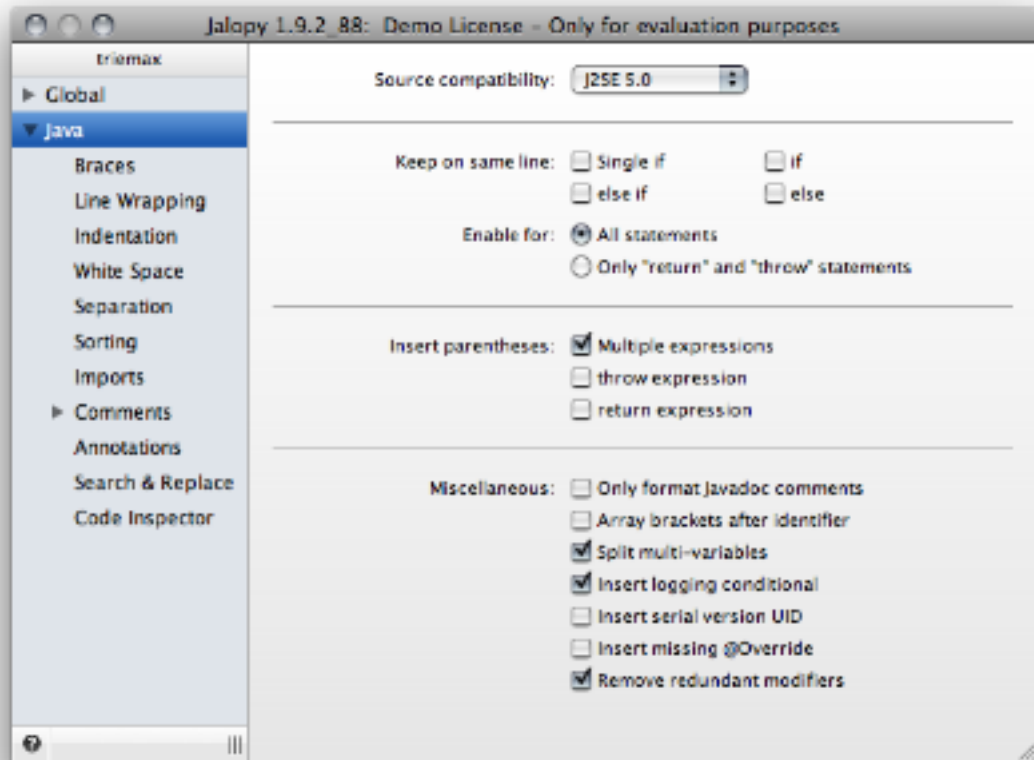 Jalopy 1.9.2_88: Demo License - Only for evaluation purposes
triemax
Global
Java
Braces
Line Wrapping
Indentation
White Space
Separation
Sorting
Imports
Comments
Annotations
Search & Replace
Code Inspector
Source compatibility: J2SE 5.0
Keep on same line: Single if if
else if else
Enable for: All statements
Only "return" and "throw" statements
Insert parentheses: Multiple expressions
throw expression
return expression
Miscellaneous: Only format Javadoc comments
Array brackets after identifier
Split multi-variables
Insert logging conditional
Insert serial version UID
Insert missing @Override
Remove redundant modifiers